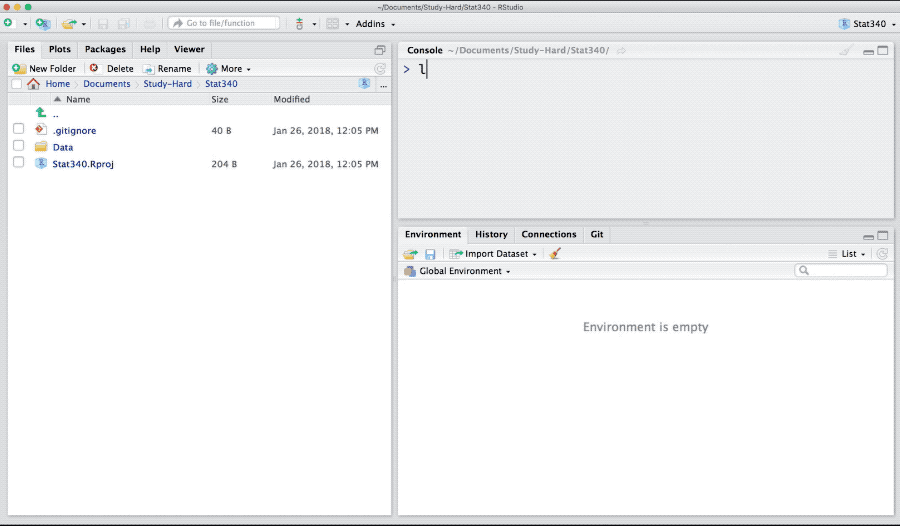 ~/Documents/Study-Hard/Stat340 - RStudio
Go to file/function Addins Stat340
Files Plots Packages Help Viewer
New Folder Delete Rename More
Home Documents Study-Hard Stat340 ...
Name Size Modified
..
.gitignore 40 B Jan 26, 2018, 12:05 PM
Data
Stat340.Rproj 204 B Jan 26, 2018, 12:05 PM
Console ~/Documents/Study-Hard/Stat340/
> l
Environment History Connections Git
Import Dataset List
Global Environment
Environment is empty